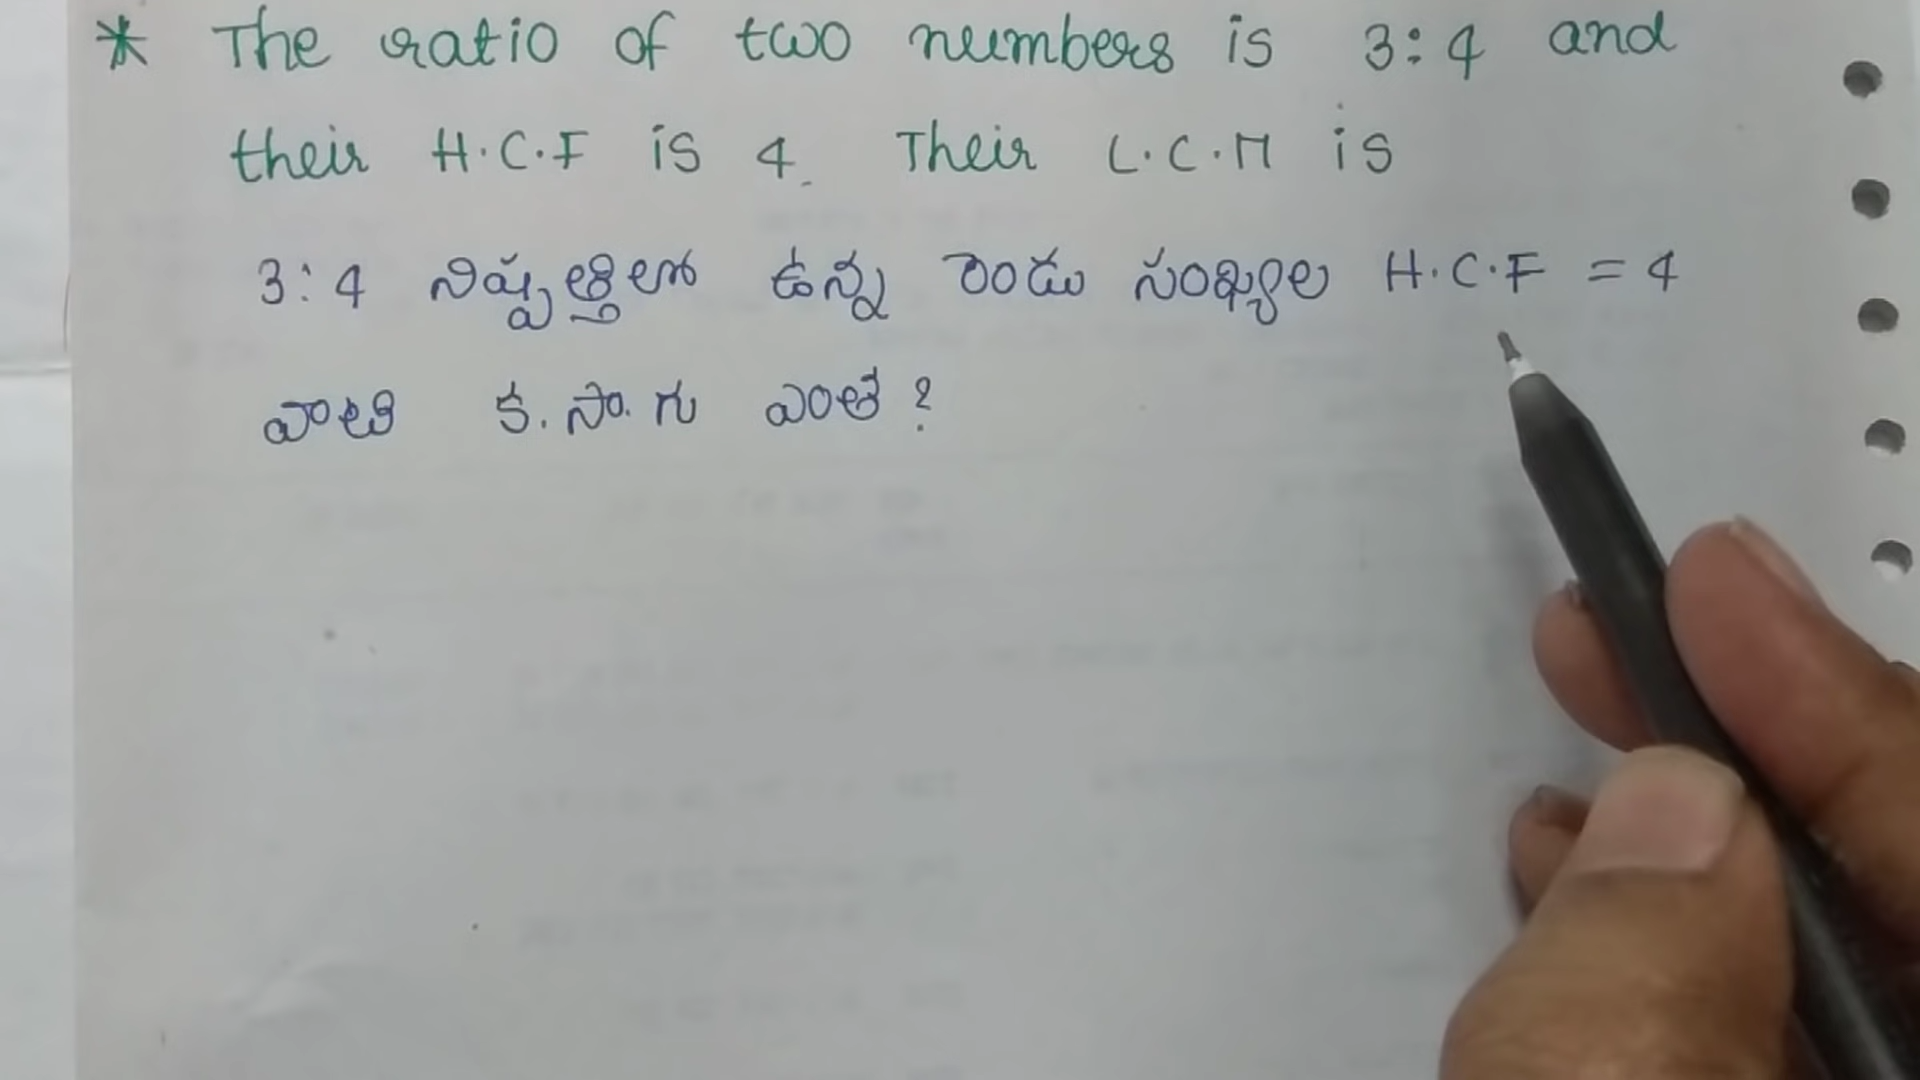 * The ratio of two numbers is 3:4 and
their H.C.F is 4. Their L.C.M is
3:4 నిష్పత్తిలో ఉన్న రెండు సంఖ్యల H.C.F = 4
వాటి క.సా.గు ఎంత?